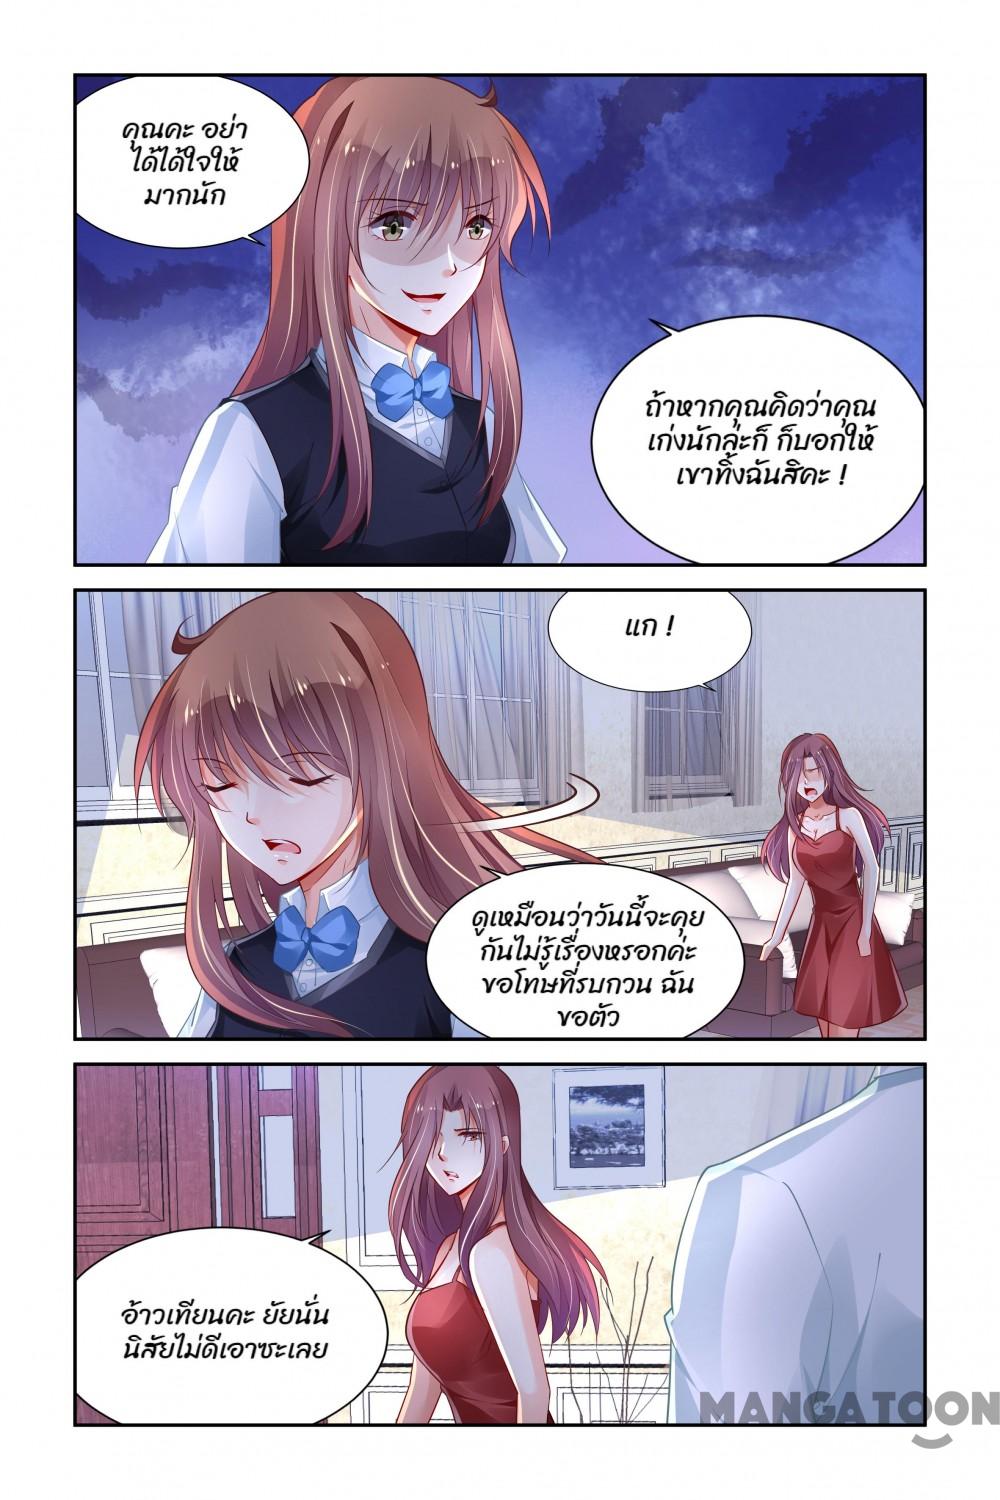 คุณคะ อย่า
ได้ได้ใจให้
มากนัก
ถ้าหากคุณคิดว่าคุณ
เก่งนักล่ะก็ ก็บอกให้
เขาทิ้งฉันสิคะ !
แก !
ดูเหมือนว่าวันนี้จะคุย
กันไม่รู้เรื่องหรอกค่ะ
ขอโทษที่รบกวน ฉัน
ขอตัว
อ้าวเทียนคะ ยัยนั่น
นิสัยไม่ดีเอาซะเลย
MANGATOON